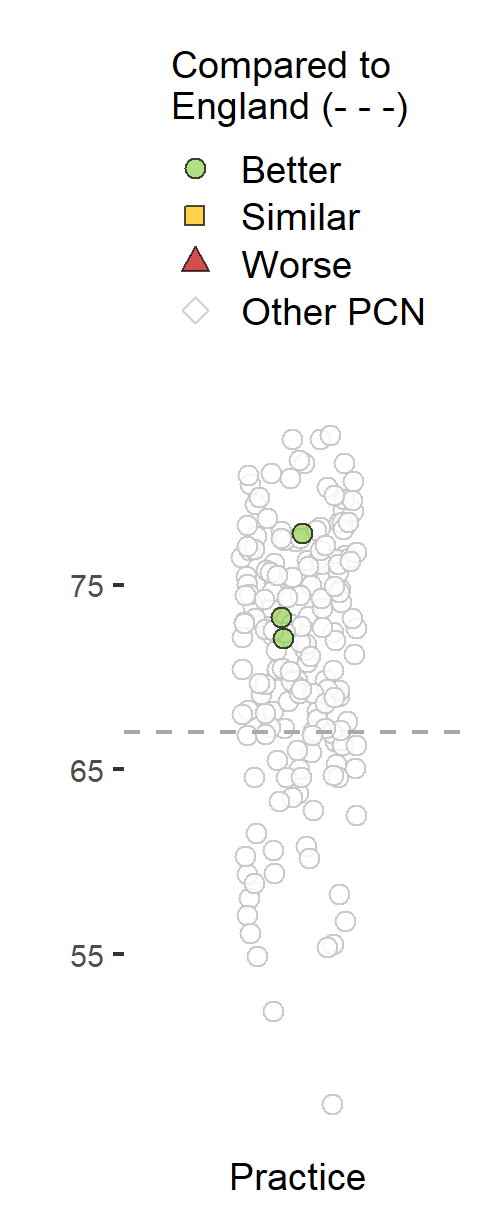 Compared to
England (- - -)
Better
Similar
Worse
Other PCN
75
65
55
Practice